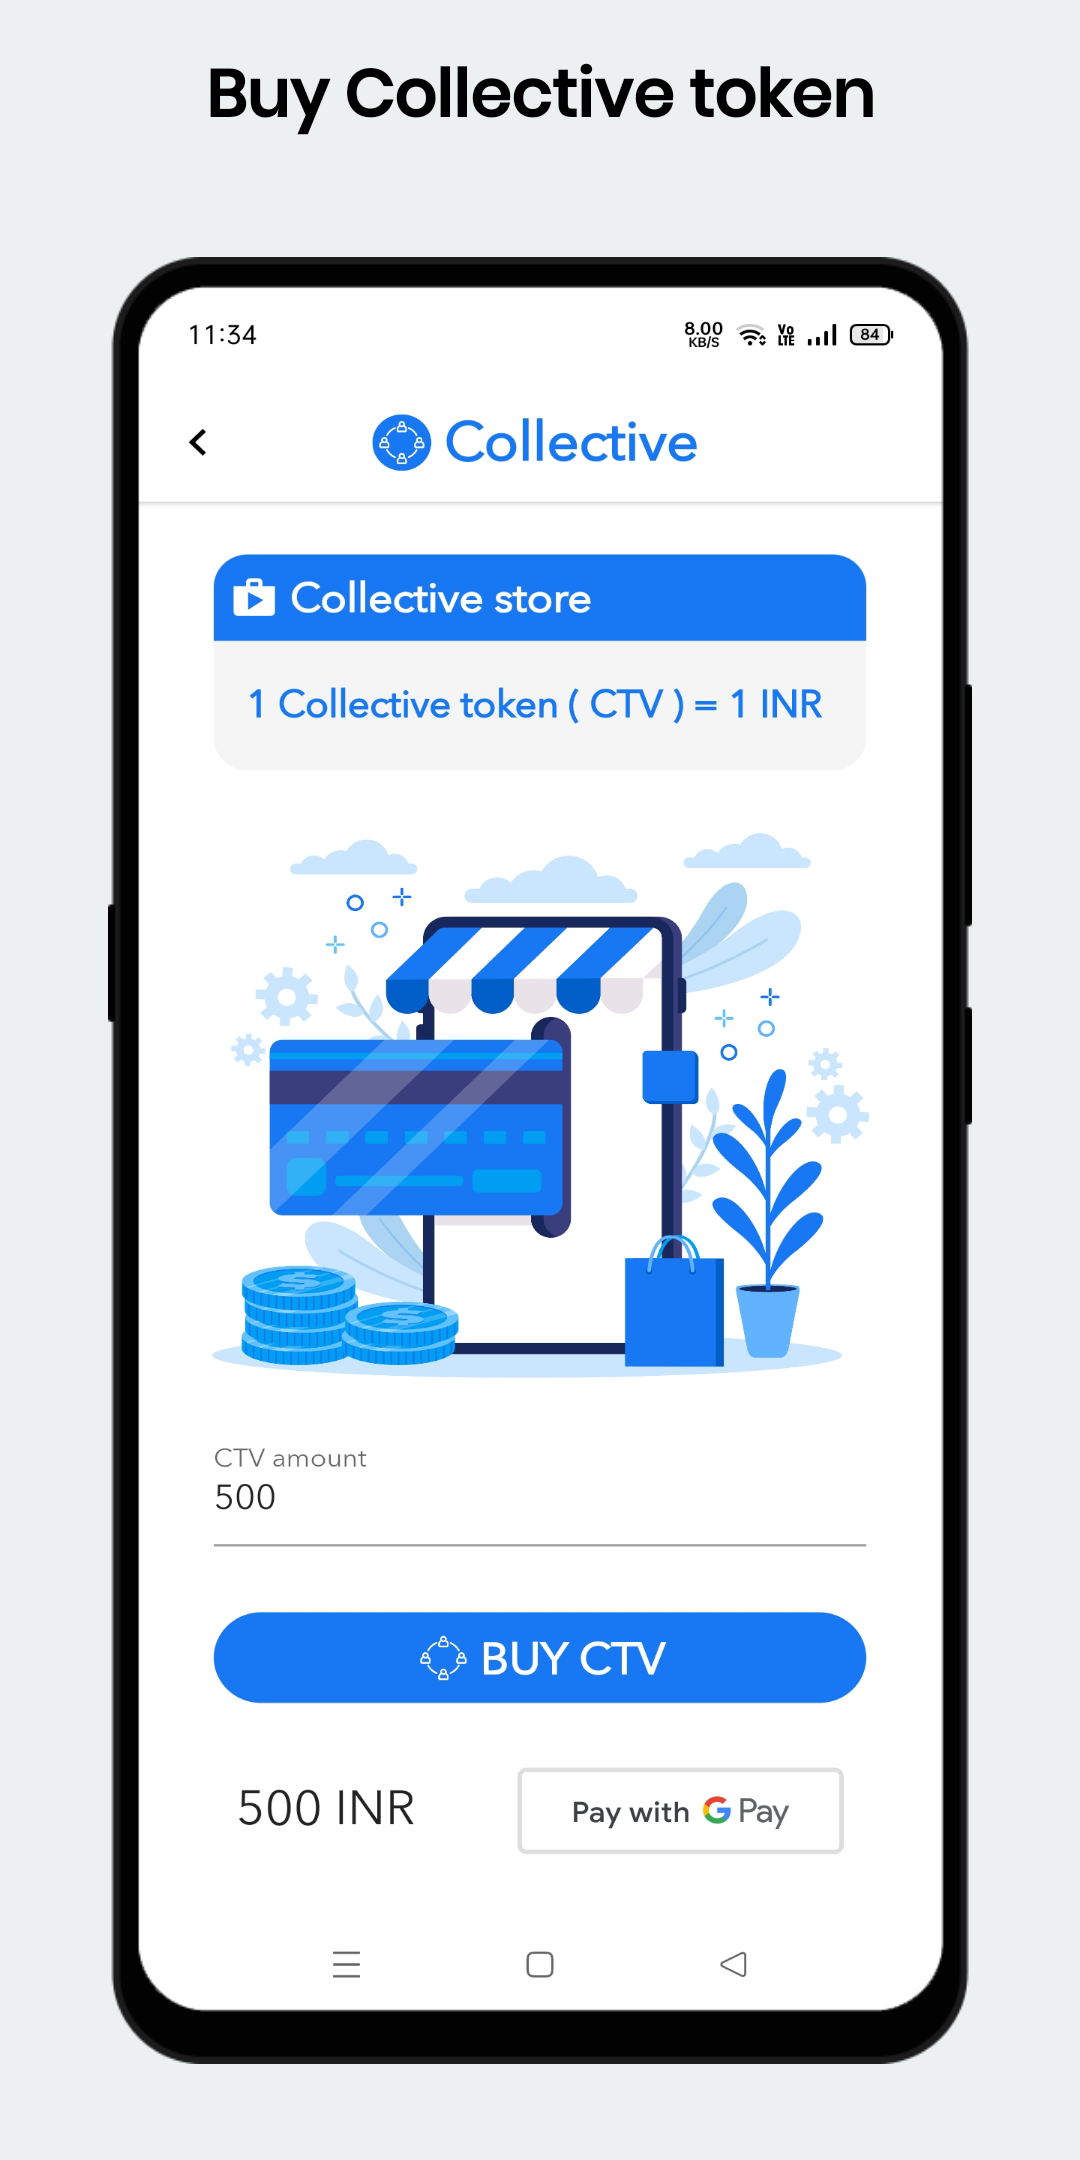 Buy Collective token
11:34
8.00
KB/S
Vo
LTE
84
Collective
Collective store
1 Collective token ( CTV ) = 1 INR
CTV amount
500
BUY CTV
500 INR
Pay with G Pay